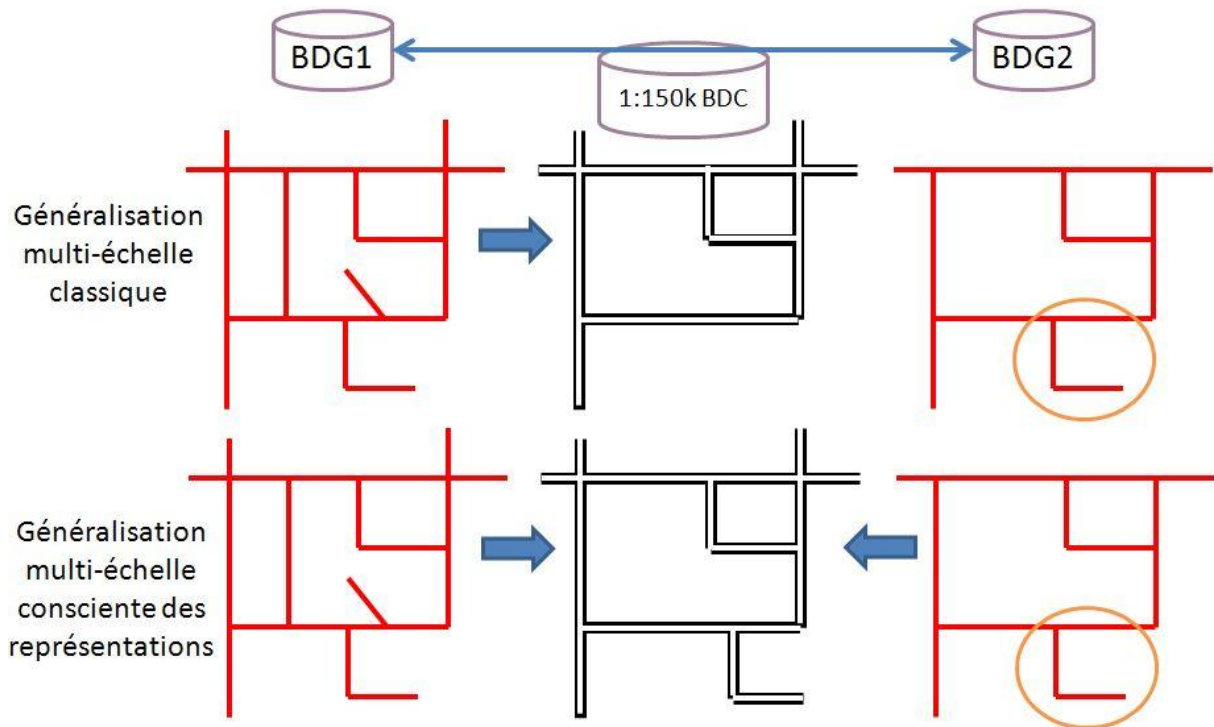 BDG1
BDG2
1:150k BDC
Généralisation
multi-échelle
classique
Généralisation
multi-échelle
consciente des
représentations